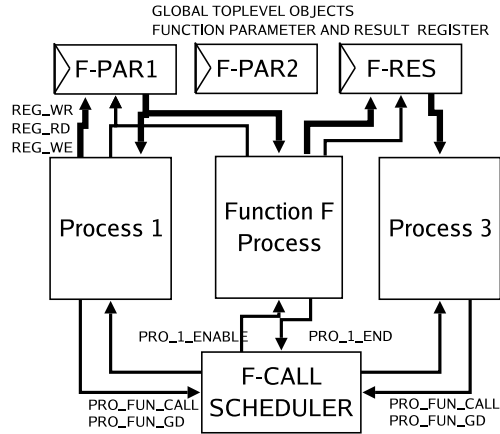 GLOBAL TOPLEVEL OBJECTS
FUNCTION PARAMETER AND RESULT REGISTER
F-PAR1
F-PAR2
F-RES
REG_WR
REG_RD
REG_WE
Process 1
Function F
Process
Process 3
PRO_1_ENABLE
PRO_1_END
F-CALL
SCHEDULER
PRO_FUN_CALL
PRO_FUN_GD
PRO_FUN_CALL
PRO_FUN_GD